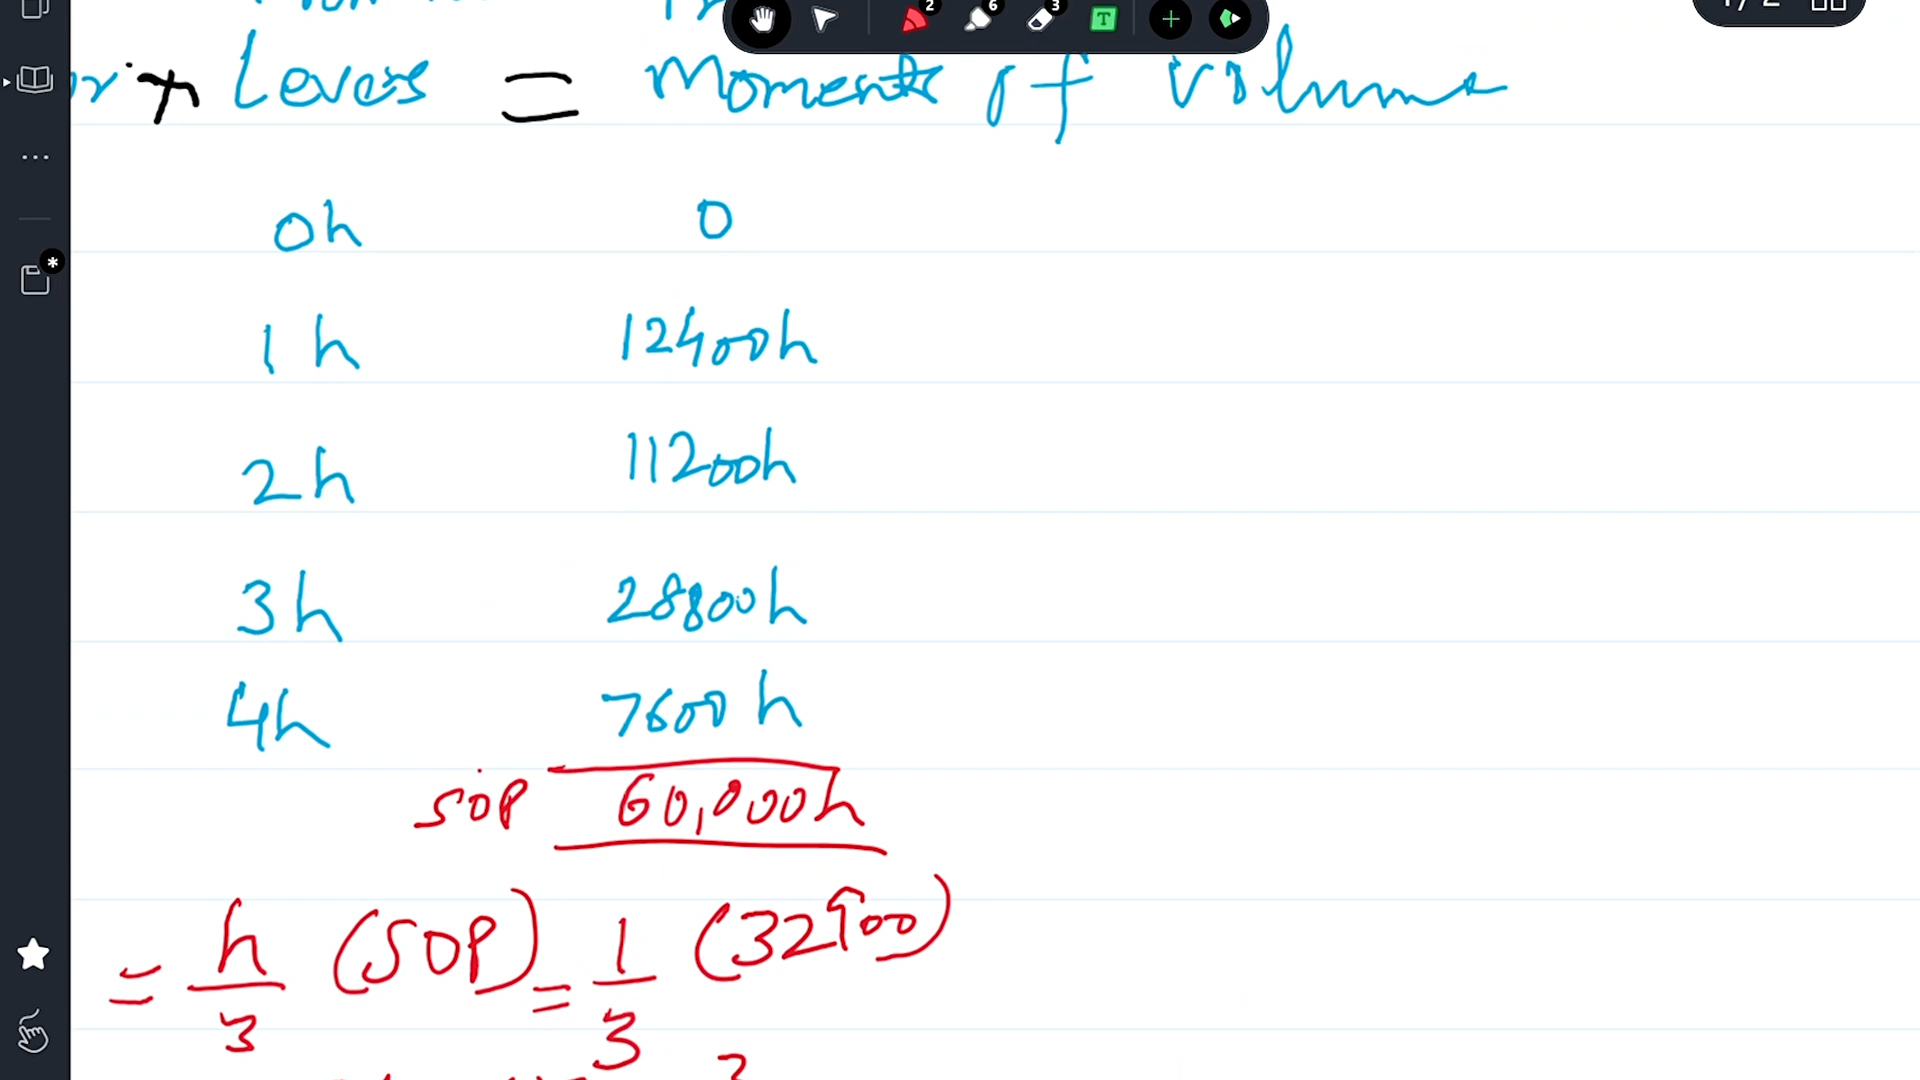 x Levers = Moments of volume
0h 0
1h 12400h
2h 11200h
3h 28800h
4h 7600h
SOP 60,000h
= h/3 (SOP) = 1/3 (32400)